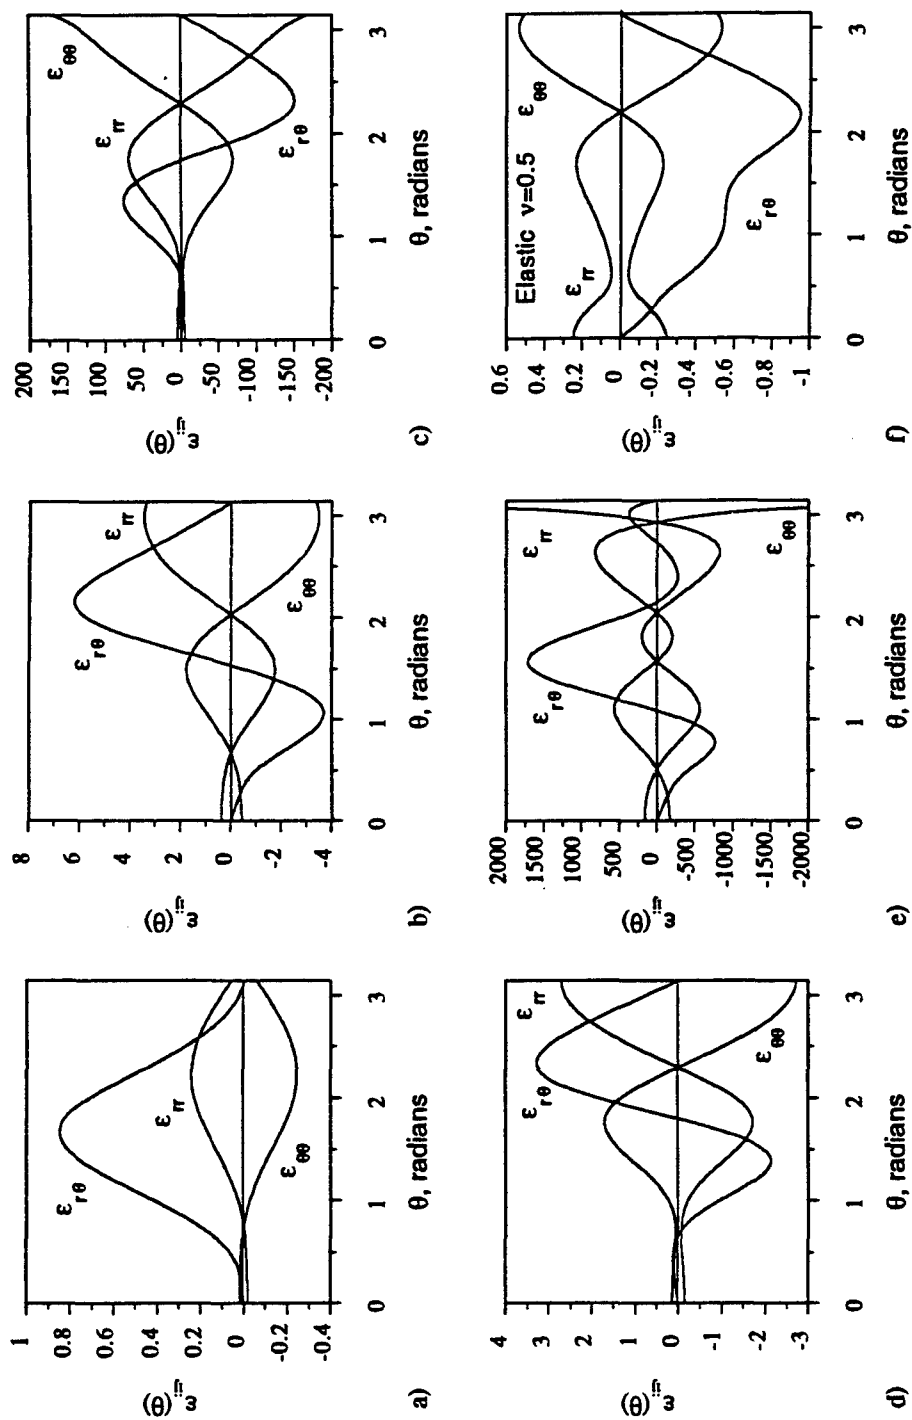 1
0.8
0.6
0.4
0.2
0
-0.2
-0.4
ε_ij(θ)
ε_rθ
ε_rr
ε_θθ
0 1 2 3
θ, radians
a)
8
6
4
2
0
-2
-4
ε_ij(θ)
ε_rθ
ε_rr
ε_θθ
0 1 2 3
θ, radians
b)
200
150
100
50
0
-50
-100
-150
-200
ε_ij(θ)
ε_θθ
ε_rr
ε_rθ
0 1 2 3
θ, radians
c)
4
3
2
1
0
-1
-2
-3
ε_ij(θ)
ε_rr
ε_rθ
ε_θθ
0 1 2 3
θ, radians
d)
2000
1500
1000
500
0
-500
-1000
-1500
-2000
ε_ij(θ)
ε_rr
ε_rθ
ε_θθ
0 1 2 3
θ, radians
e)
0.6
0.4
0.2
0
-0.2
-0.4
-0.6
-0.8
-1
ε_ij(θ)
Elastic ν=0.5
ε_θθ
ε_rr
ε_rθ
0 1 2 3
θ, radians
f)